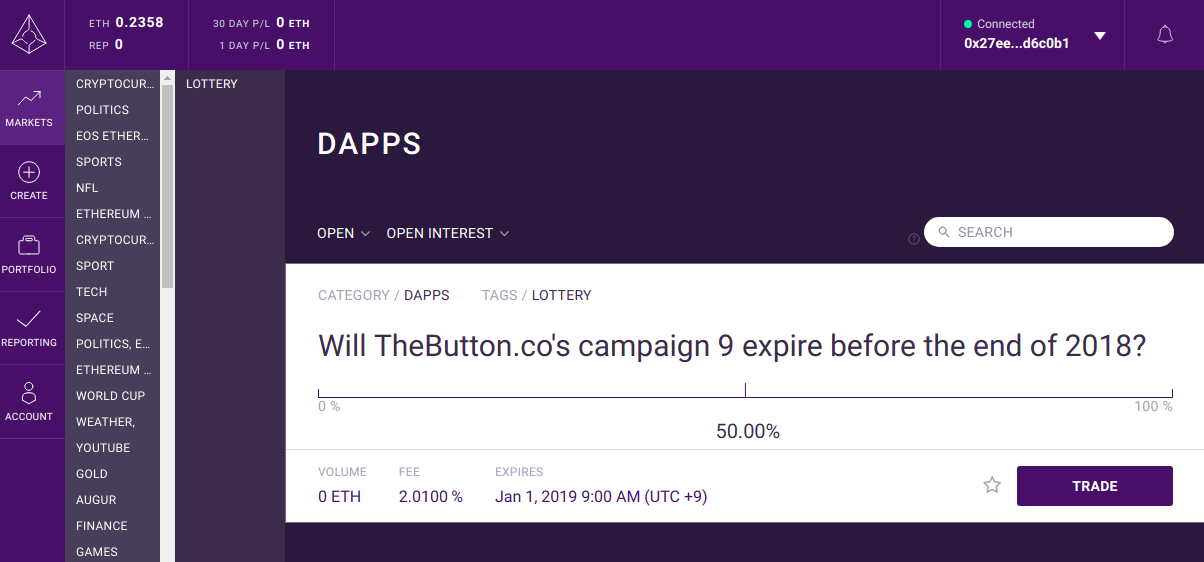 ETH 0.2358
REP 0
30 DAY P/L 0 ETH
1 DAY P/L 0 ETH
Connected
0x27ee...d6c0b1
MARKETS
CREATE
PORTFOLIO
REPORTING
ACCOUNT
CRYPTOCUR...
POLITICS
EOS ETHER...
SPORTS
NFL
ETHEREUM ...
CRYPTOCUR...
SPORT
TECH
SPACE
POLITICS, E...
ETHEREUM ...
WORLD CUP
WEATHER,
YOUTUBE
GOLD
AUGUR
FINANCE
GAMES
LOTTERY
DAPPS
OPEN OPEN INTEREST
? SEARCH
CATEGORY / DAPPS TAGS / LOTTERY
Will TheButton.co's campaign 9 expire before the end of 2018?
0 % 100 %
50.00%
VOLUME FEE EXPIRES
0 ETH 2.0100 % Jan 1, 2019 9:00 AM (UTC +9)
TRADE